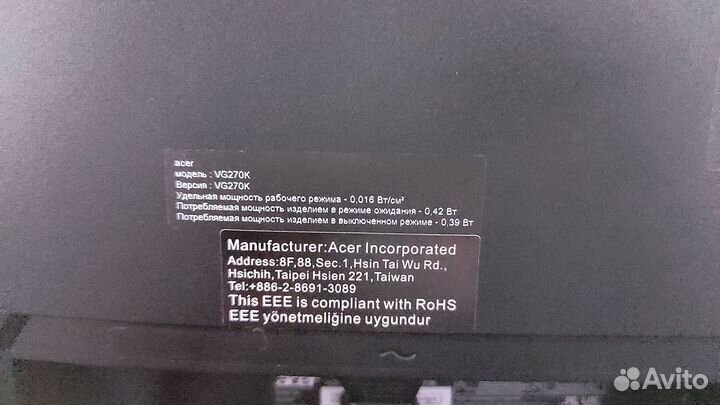 acer
модель : VG270K
Версия : VG270K
Удельная мощность рабочего режима - 0,016 Вт/см²
Потребляемая мощность изделием в режиме ожидания - 0,42 Вт
Потребляемая мощность изделием в выключенном режиме - 0,39 Вт
Manufacturer:Acer Incorporated
Address:8F,88,Sec.1,Hsin Tai Wu Rd.,
Hsichih,Taipei Hsien 221,Taiwan
Tel:+886-2-8691-3089
This EEE is compliant with RoHS
EEE yönetmeliğine uygundur
Avito